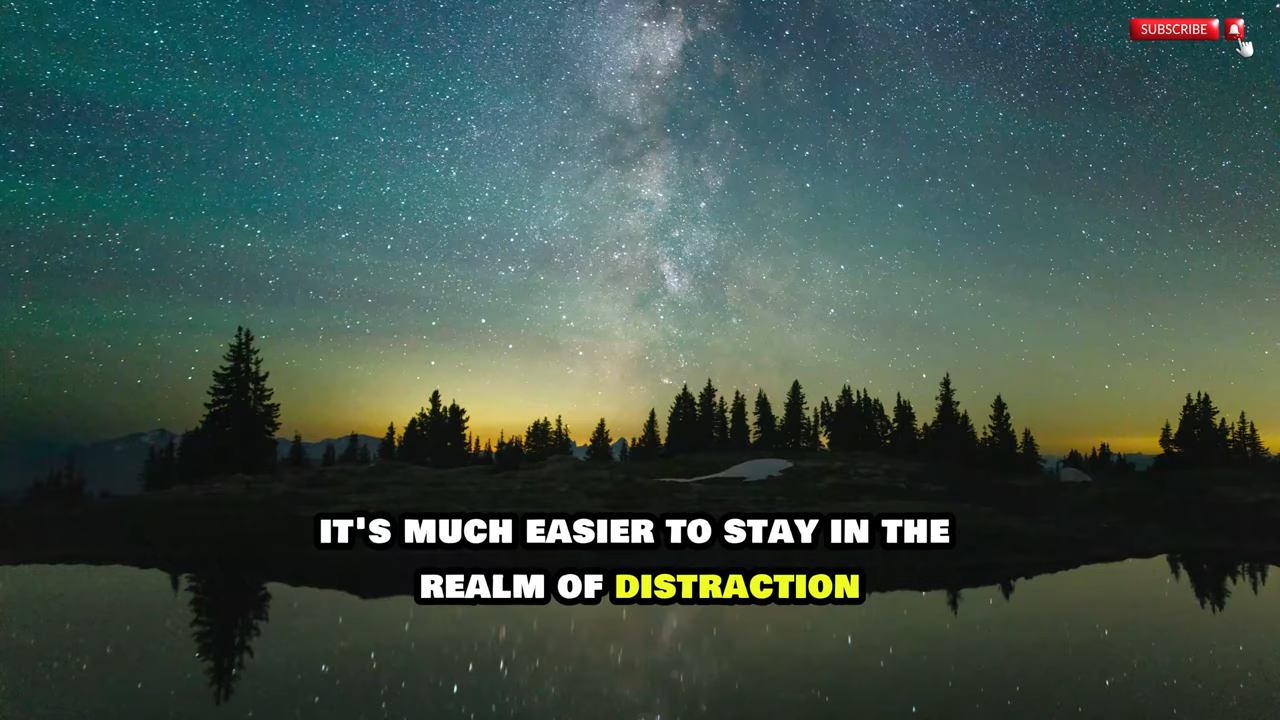 SUBSCRIBE
IT'S MUCH EASIER TO STAY IN THE
REALM OF DISTRACTION